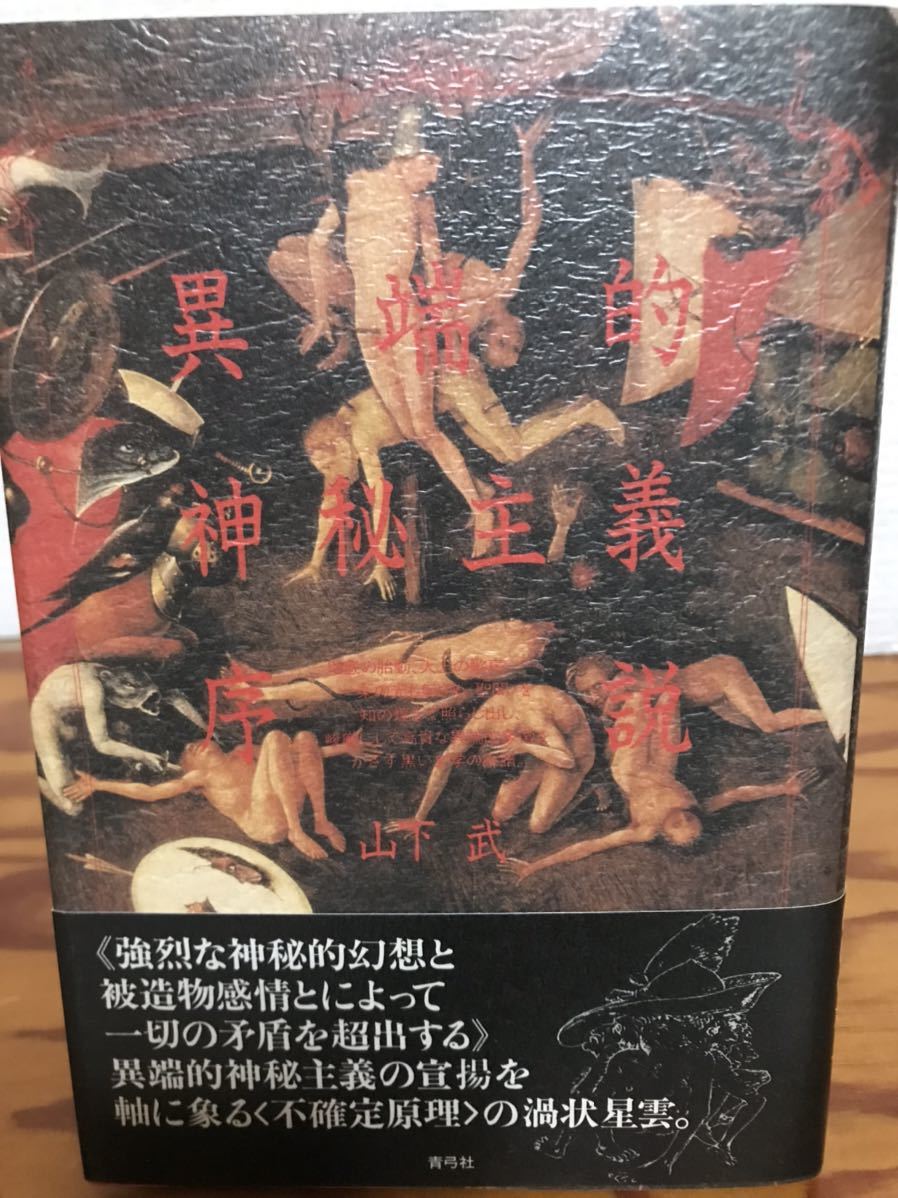 異端的
神秘主義
序説
山下 武
《強烈な神秘的幻想と
被造物感情とによって
一切の矛盾を超出する》
異端的神秘主義の宣揚を
軸に象る〈不確定原理〉の渦状星雲。
青弓社